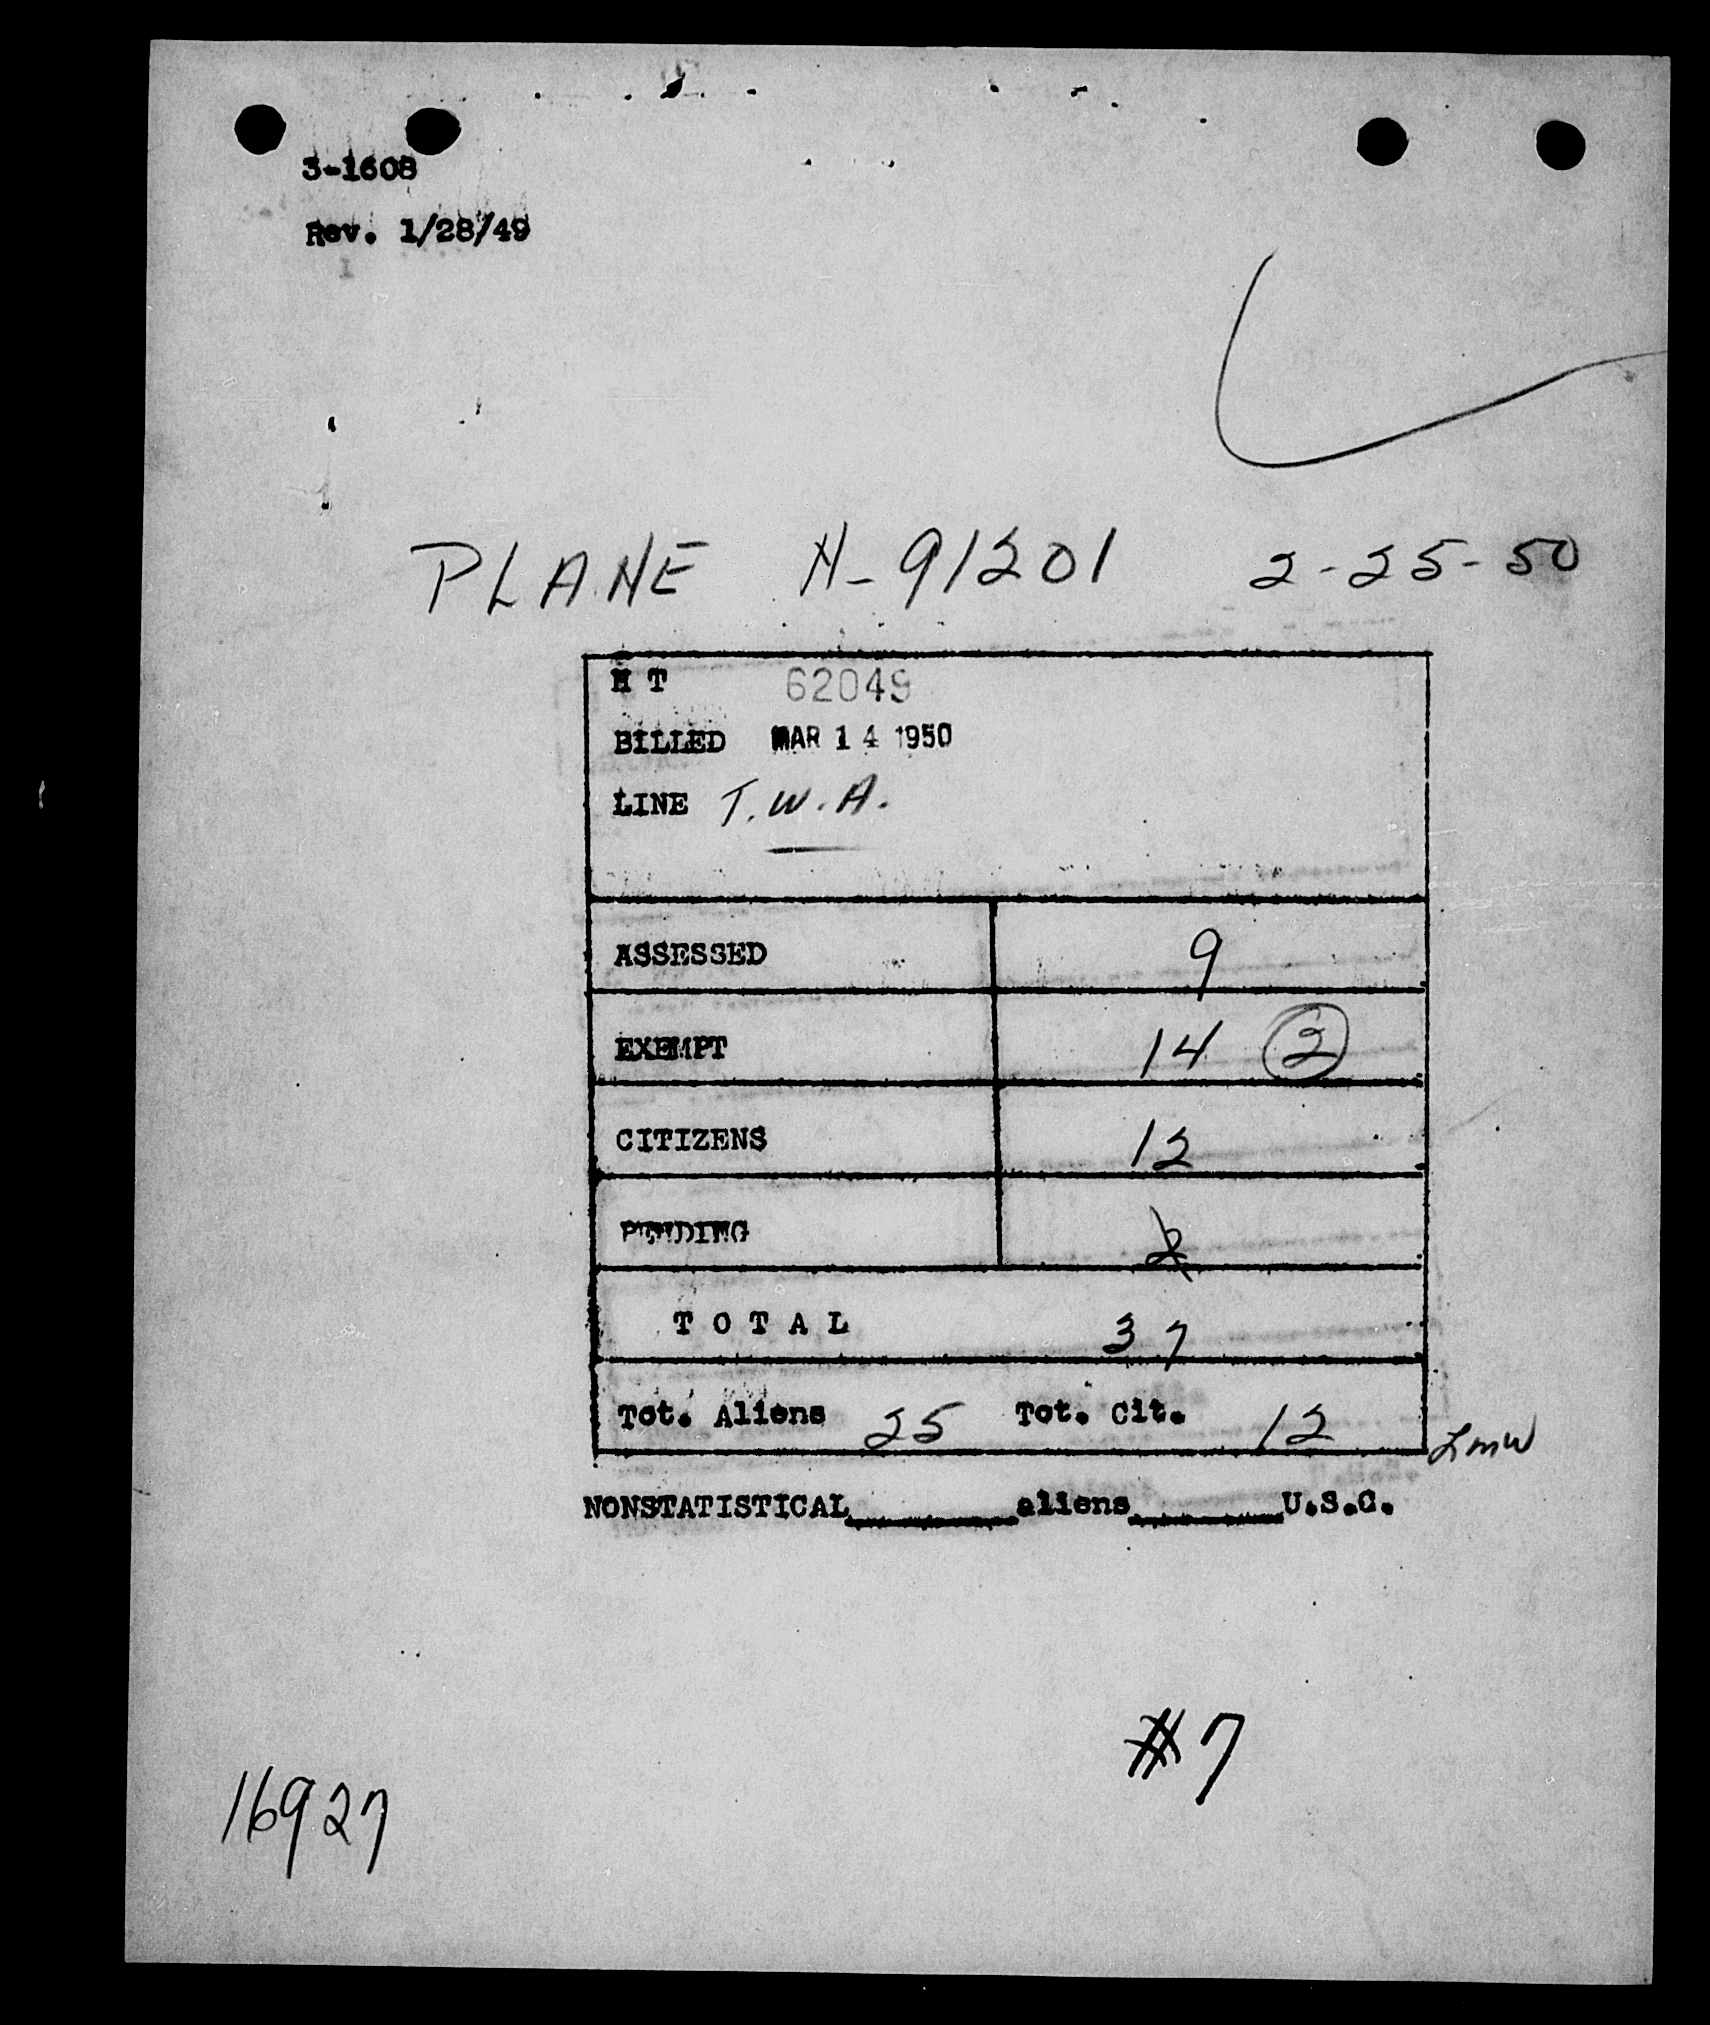 3-1608
Rev. 1/28/49
PLANE N-91201 2-25-50
H T 62049
BILLED MAR 14 1950
LINE T.W.A.
ASSESSED 9
EXEMPT 14 2
CITIZENS 12
PENDING 2
TOTAL 37
Tot. Aliens 25 Tot. Cit. 12
NONSTATISTICAL aliens U.S.C.
#7
16927